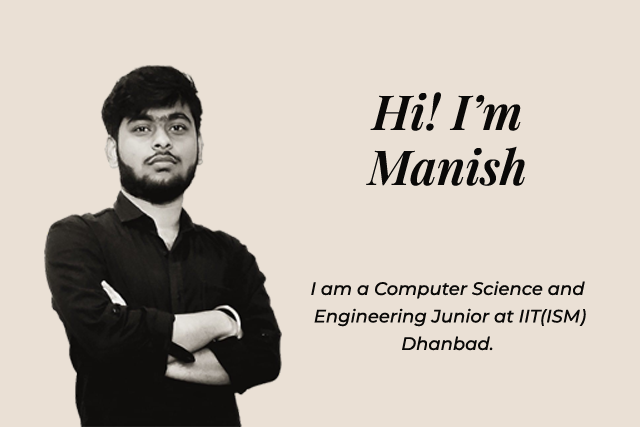 Hi! I’m
Manish
I am a Computer Science and
Engineering Junior at IIT(ISM)
Dhanbad.